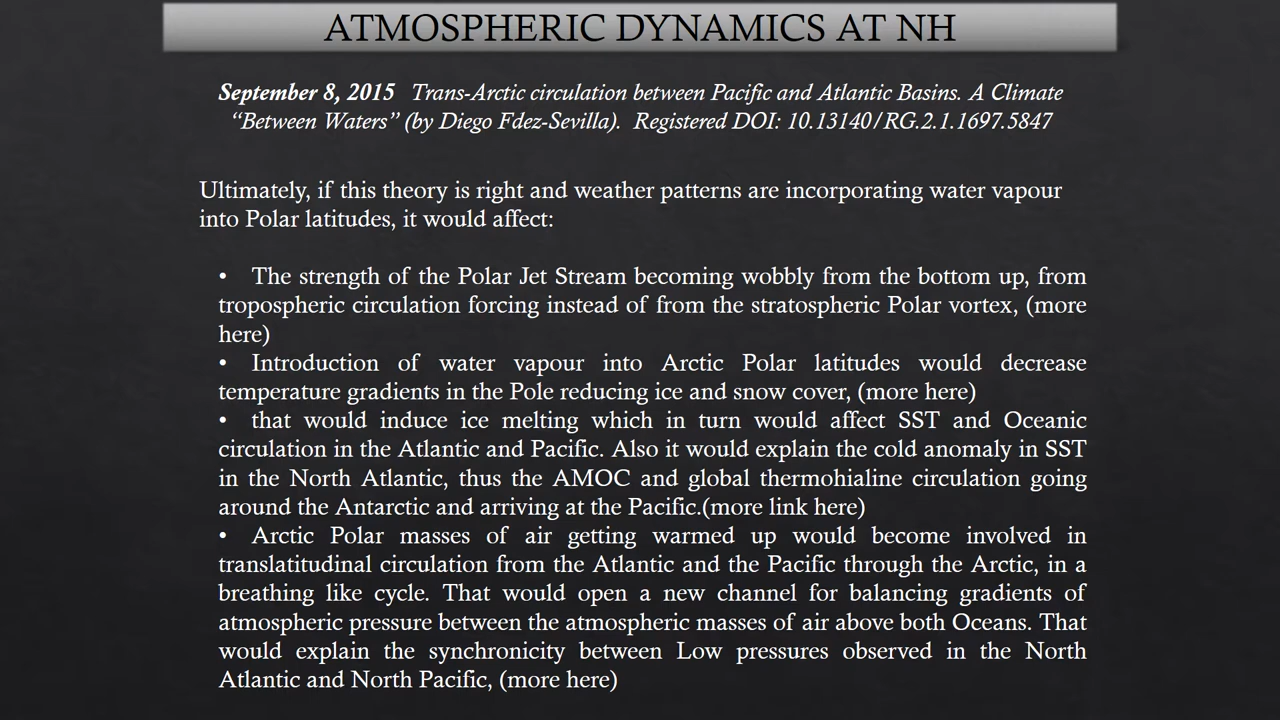 ATMOSPHERIC DYNAMICS AT NH
September 8, 2015 Trans-Arctic circulation between Pacific and Atlantic Basins. A Climate
“Between Waters” (by Diego Fdez-Sevilla). Registered DOI: 10.13140/RG.2.1.1697.5847
Ultimately, if this theory is right and weather patterns are incorporating water vapour
into Polar latitudes, it would affect:
• The strength of the Polar Jet Stream becoming wobbly from the bottom up, from
tropospheric circulation forcing instead of from the stratospheric Polar vortex, (more
here)
• Introduction of water vapour into Arctic Polar latitudes would decrease
temperature gradients in the Pole reducing ice and snow cover, (more here)
• that would induce ice melting which in turn would affect SST and Oceanic
circulation in the Atlantic and Pacific. Also it would explain the cold anomaly in SST
in the North Atlantic, thus the AMOC and global thermohialine circulation going
around the Antarctic and arriving at the Pacific.(more link here)
• Arctic Polar masses of air getting warmed up would become involved in
translatitudinal circulation from the Atlantic and the Pacific through the Arctic, in a
breathing like cycle. That would open a new channel for balancing gradients of
atmospheric pressure between the atmospheric masses of air above both Oceans. That
would explain the synchronicity between Low pressures observed in the North
Atlantic and North Pacific, (more here)